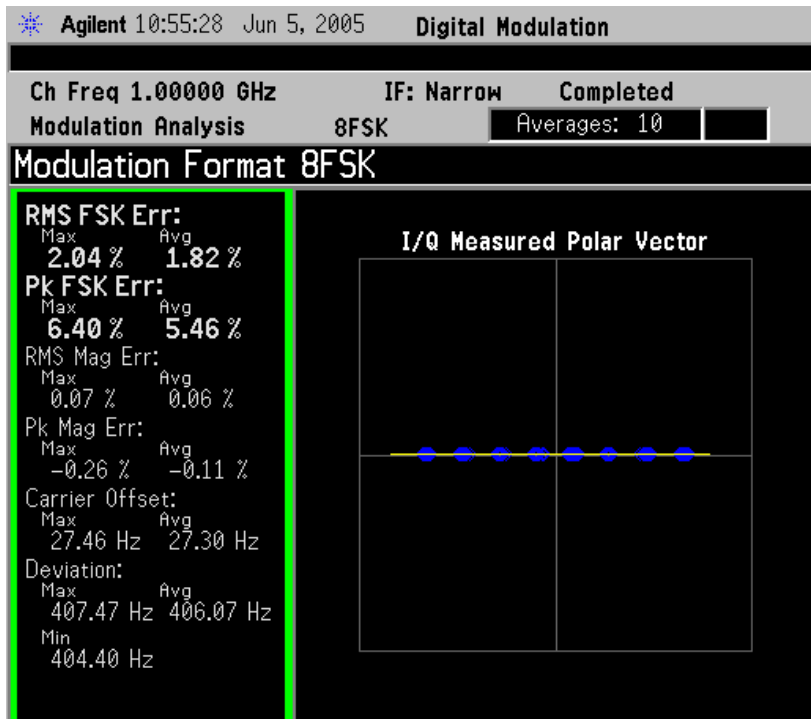 Agilent 10:55:28 Jun 5, 2005 Digital Modulation
Ch Freq 1.00000 GHz IF: Narrow Completed
Modulation Analysis 8FSK Averages: 10
Modulation Format 8FSK
RMS FSK Err:
Max Avg
2.04 % 1.82 %
Pk FSK Err:
Max Avg
6.40 % 5.46 %
RMS Mag Err:
Max Avg
0.07 % 0.06 %
Pk Mag Err:
Max Avg
-0.26 % -0.11 %
Carrier Offset:
Max Avg
27.46 Hz 27.30 Hz
Deviation:
Max Avg
407.47 Hz 406.07 Hz
Min
404.40 Hz
I/Q Measured Polar Vector